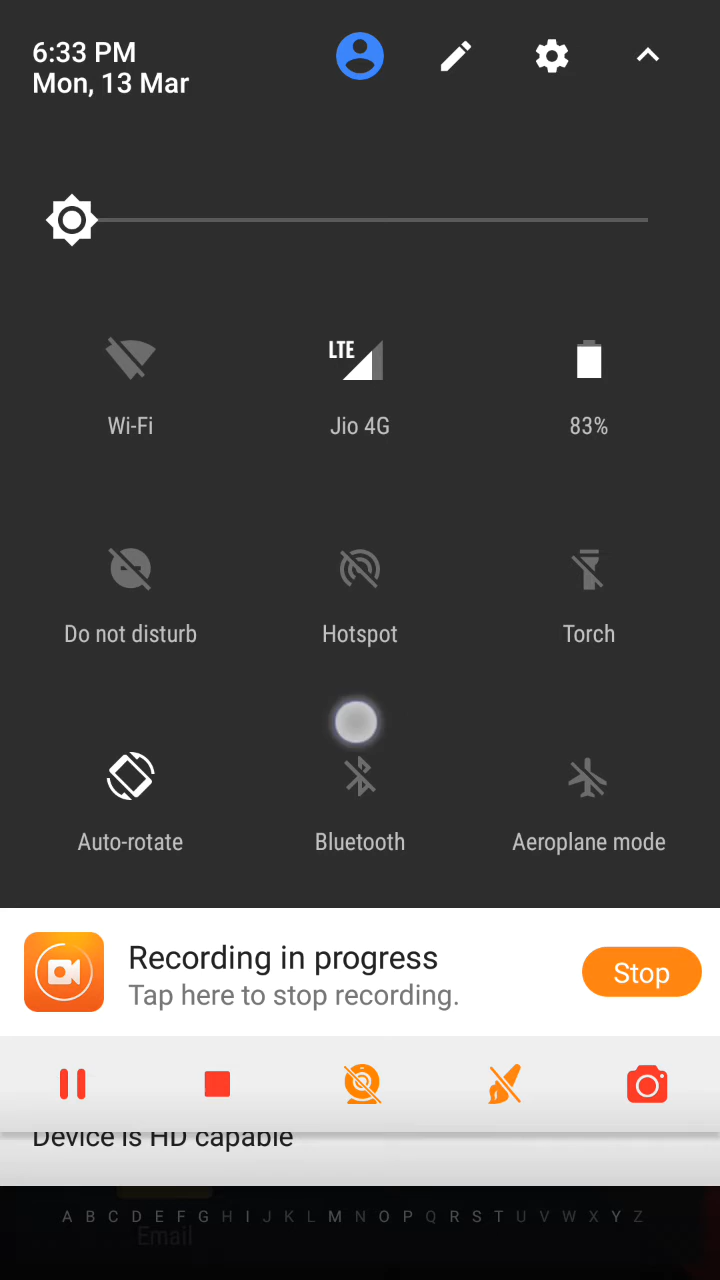 6:33 PM
Mon, 13 Mar
LTE
Wi-Fi
Jio 4G
83%
Do not disturb
Hotspot
Torch
Auto-rotate
Bluetooth
Aeroplane mode
Recording in progress
Tap here to stop recording.
Stop
Device is HD capable
A B C D E F G H I J K L M N O P Q R S T U V W X Y Z
Email